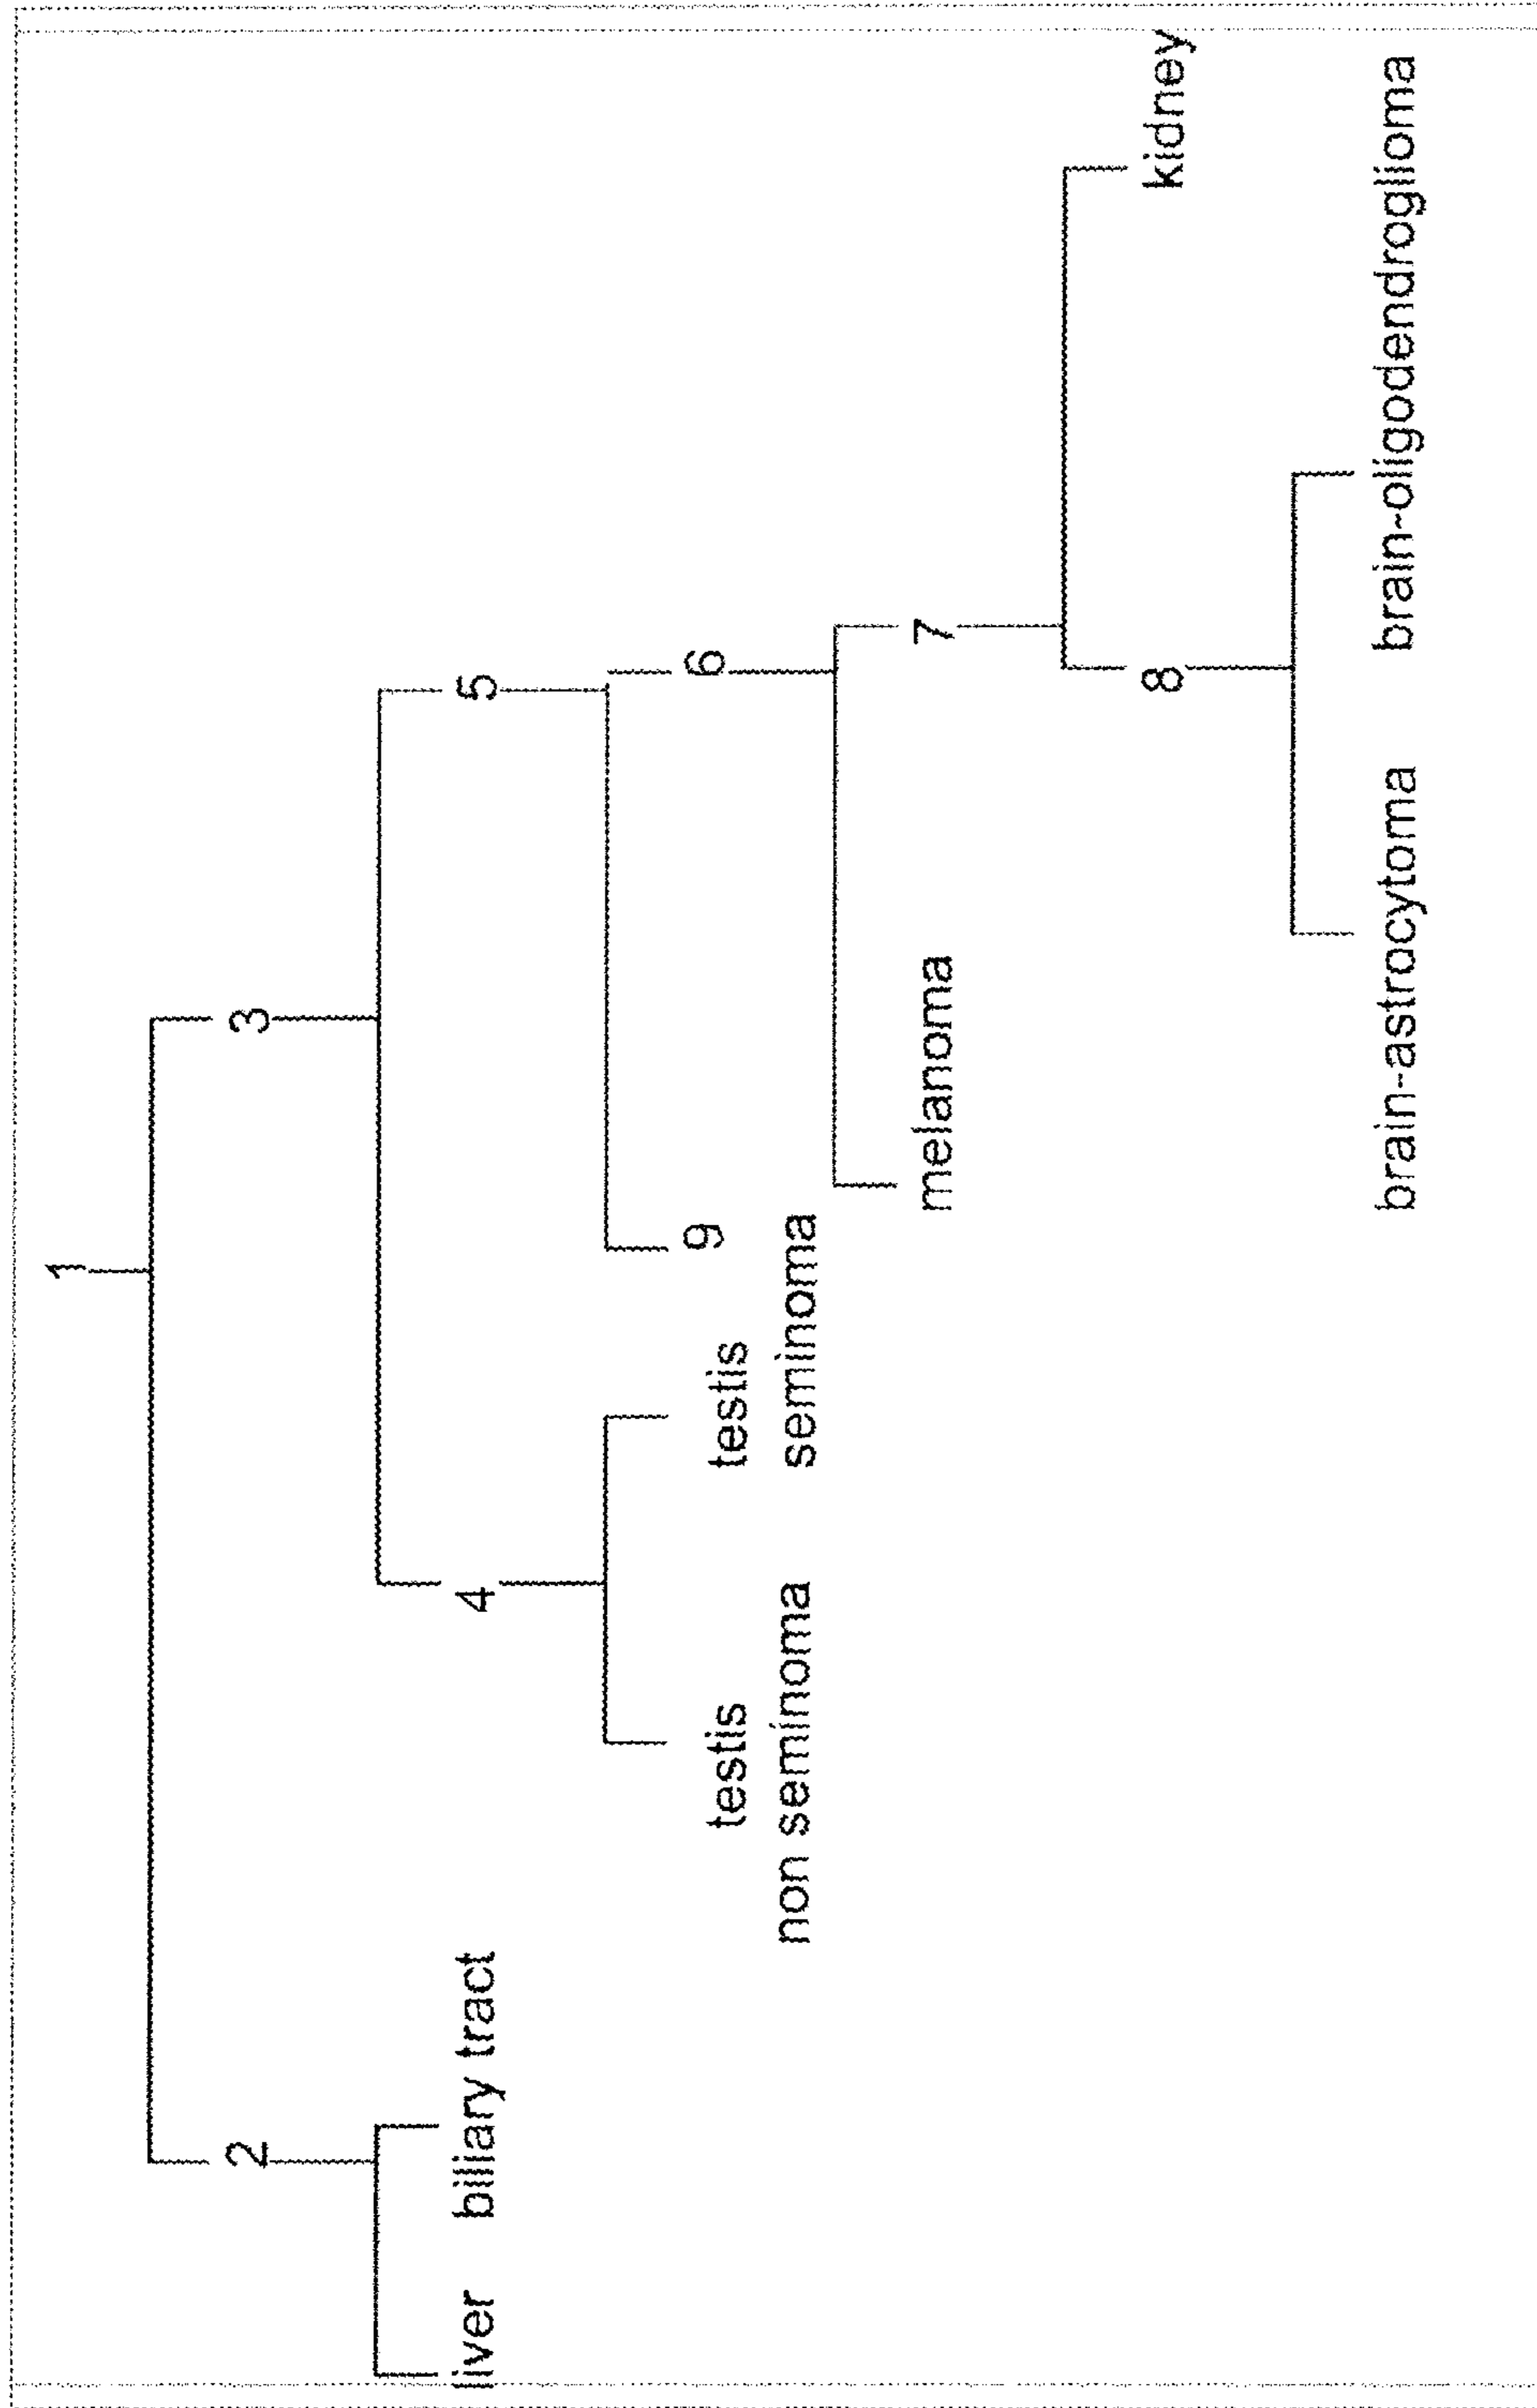 1
2
3
liver
biliary tract
4
5
testis
non seminoma
testis
seminoma
9
6
melanoma
7
8
kidney
brain-astrocytoma
brain-oligodendroglioma